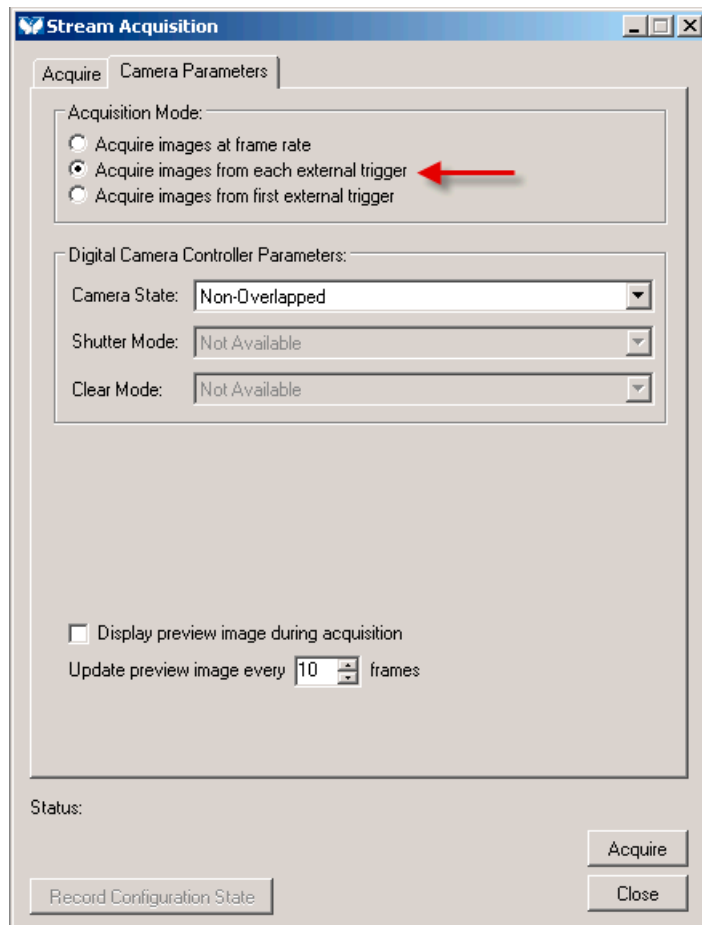 Stream Acquisition
Acquire
Camera Parameters
Acquisition Mode:
Acquire images at frame rate
Acquire images from each external trigger
Acquire images from first external trigger
Digital Camera Controller Parameters:
Camera State: Non-Overlapped
Shutter Mode: Not Available
Clear Mode: Not Available
Display preview image during acquisition
Update preview image every 10 frames
Status:
Acquire
Record Configuration State
Close